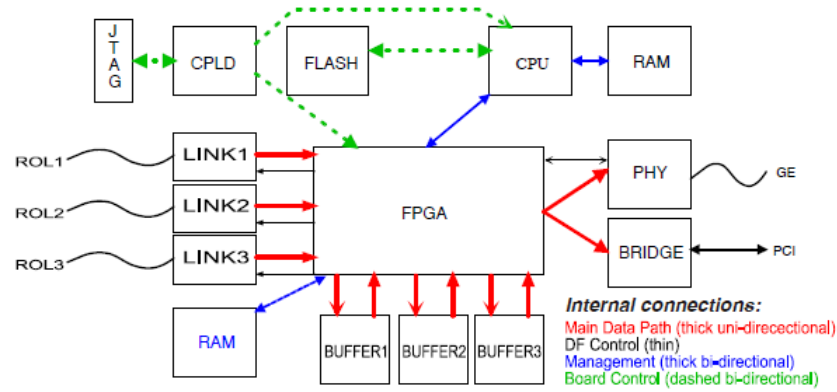 JTAG
CPLD
FLASH
CPU
RAM
ROL1
LINK1
ROL2
LINK2
ROL3
LINK3
FPGA
PHY
GE
BRIDGE
PCI
RAM
BUFFER1
BUFFER2
BUFFER3
Internal connections:
Main Data Path (thick uni-direcectional)
DF Control (thin)
Management (thick bi-directional)
Board Control (dashed bi-directional)